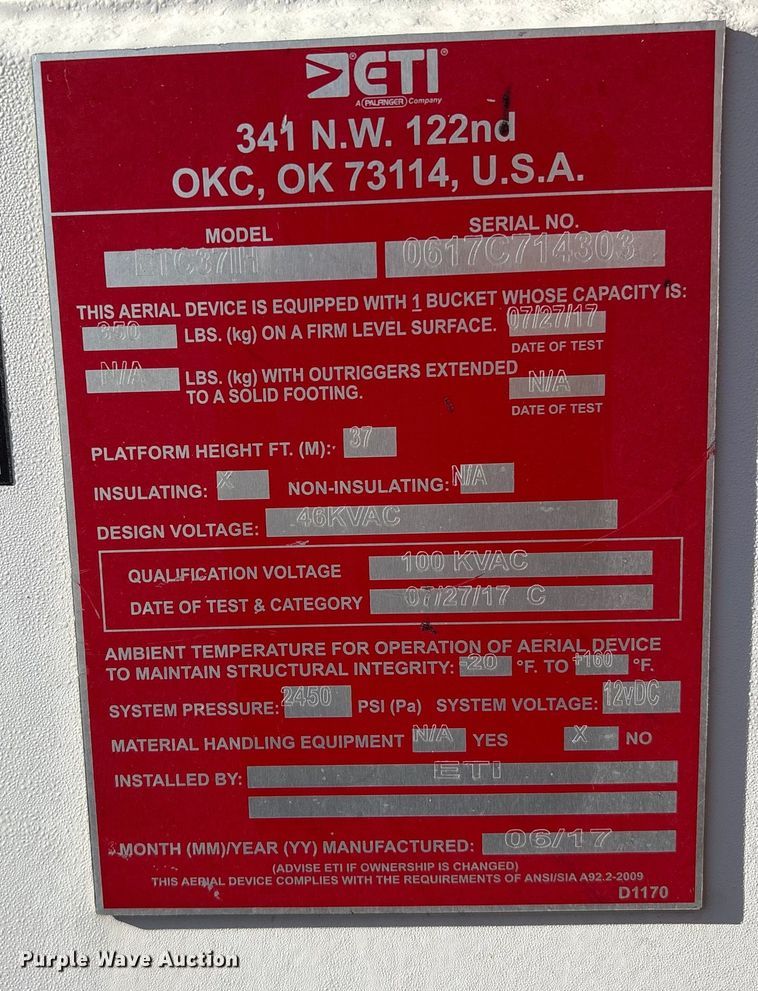 ETI
A PALFINGER Company
341 N.W. 122nd
OKC, OK 73114, U.S.A.
MODEL SERIAL NO.
ETC37IH 0617C714303
THIS AERIAL DEVICE IS EQUIPPED WITH 1 BUCKET WHOSE CAPACITY IS:
350 LBS. (kg) ON A FIRM LEVEL SURFACE. 07/27/17
DATE OF TEST
N/A LBS. (kg) WITH OUTRIGGERS EXTENDED N/A
TO A SOLID FOOTING.
DATE OF TEST
PLATFORM HEIGHT FT. (M): 37
INSULATING: X NON-INSULATING: N/A
DESIGN VOLTAGE: 46KVAC
QUALIFICATION VOLTAGE 100 KVAC
DATE OF TEST & CATEGORY 07/27/17 C
AMBIENT TEMPERATURE FOR OPERATION OF AERIAL DEVICE
TO MAINTAIN STRUCTURAL INTEGRITY: -20 °F. TO +160 °F.
SYSTEM PRESSURE: 2450 PSI (Pa) SYSTEM VOLTAGE: 12vDC
MATERIAL HANDLING EQUIPMENT N/A YES X NO
INSTALLED BY: ETI
MONTH (MM)/YEAR (YY) MANUFACTURED: 06/17
(ADVISE ETI IF OWNERSHIP IS CHANGED)
THIS AERIAL DEVICE COMPLIES WITH THE REQUIREMENTS OF ANSI/SIA A92.2-2009
D1170
Purple Wave Auction